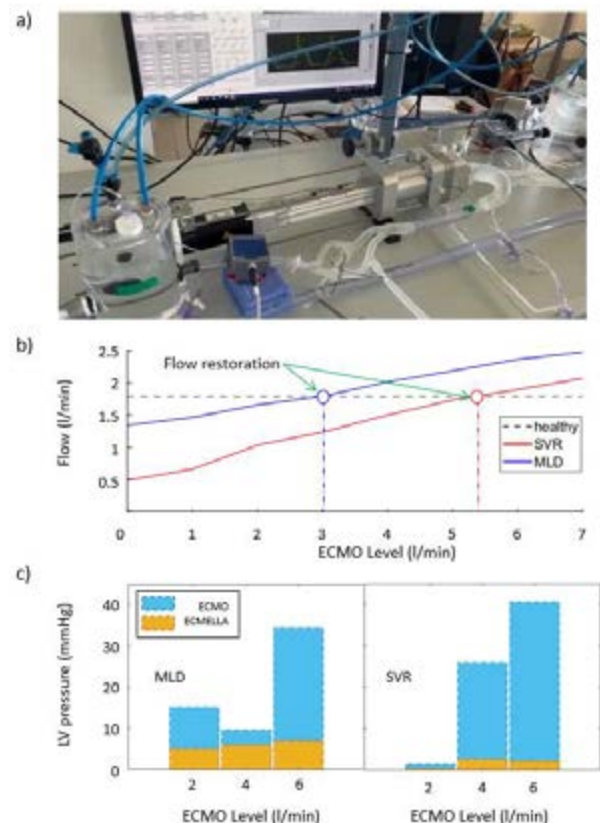 a)
b)
Flow restoration
2.5
2
1.5
1
0.5
Flow (l/min)
healthy
SVR
MLD
0 1 2 3 4 5 6 7
ECMO Level (l/min)
c)
40
30
20
10
0
LV pressure (mmHg)
ECMO
ECMELLA
MLD
SVR
2 4 6
2 4 6
ECMO Level (l/min)
ECMO Level (l/min)